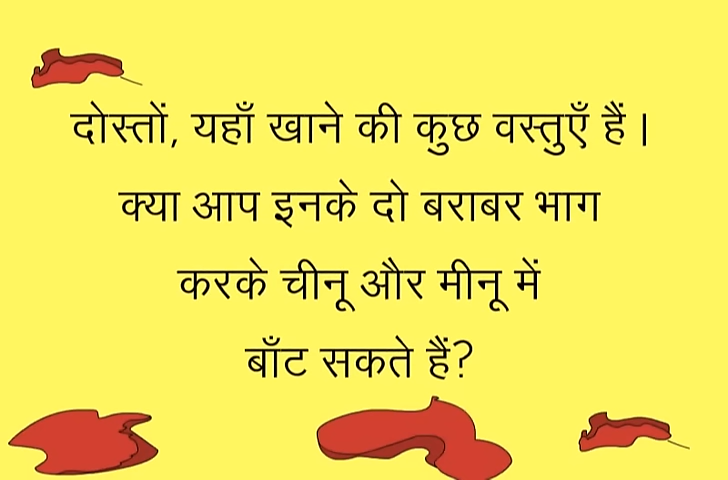 दोस्तों, यहाँ खाने की कुछ वस्तुएँ हैं।
क्या आप इनके दो बराबर भाग
करके चीनू और मीनू में
बाँट सकते हैं?